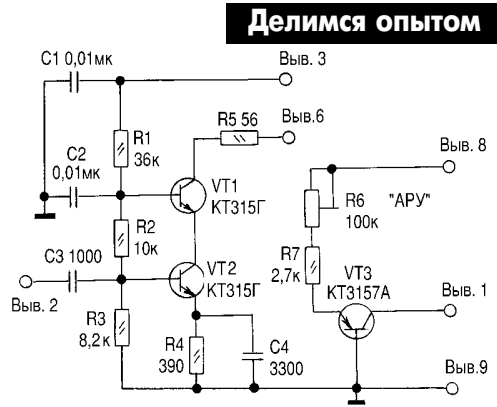 Делимся опытом
C1 0,01мк
Выв. 3
R5 56
Выв.6
C2
0,01мк
R1
36к
Выв. 8
VT1
КТ315Г
R6
100к
"АРУ"
R2
10к
C3 1000
VT2
КТ315Г
R7
2,7к
VT3
КТ3157А
Выв. 2
Выв. 1
R3
8,2к
R4
390
C4
3300
Выв.9